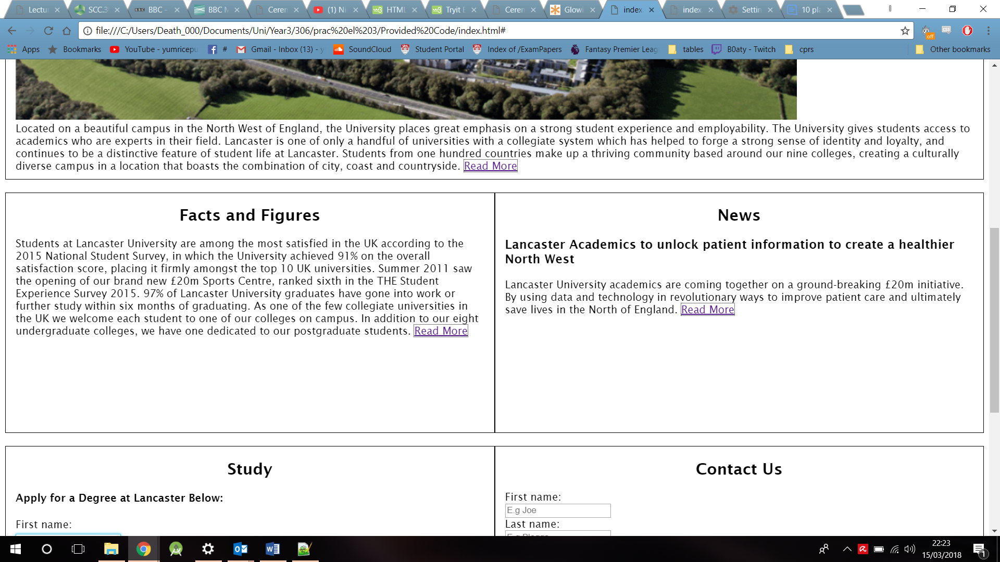 Lectu
SCC.3
BBC -
BBC N
Ceren
(1) Ni
HTML
Tryit E
Ceren
Glowi
index.
index
Settin
10 pla
file:///C:/Users/Death_000/Documents/Uni/Year3/306/prac%20el%203/Provided%20Code/index.html#
off
CSS
Apps
Bookmarks
YouTube - yumricepu
#
Gmail - Inbox (13) - y
SoundCloud
Student Portal
Index of /ExamPapers
Fantasy Premier Leag
tables
B0aty - Twitch
cprs
Other bookmarks
Located on a beautiful campus in the North West of England, the University places great emphasis on a strong student experience and employability. The University gives students access to
academics who are experts in their field. Lancaster is one of only a handful of universities with a collegiate system which has helped to forge a strong sense of identity and loyalty, and
continues to be a distinctive feature of student life at Lancaster. Students from one hundred countries make up a thriving community based around our nine colleges, creating a culturally
diverse campus in a location that boasts the combination of city, coast and countryside. Read More
Facts and Figures
Students at Lancaster University are among the most satisfied in the UK according to the
2015 National Student Survey, in which the University achieved 91% on the overall
satisfaction score, placing it firmly amongst the top 10 UK universities. Summer 2011 saw
the opening of our brand new £20m Sports Centre, ranked sixth in the THE Student
Experience Survey 2015. 97% of Lancaster University graduates have gone into work or
further study within six months of graduating. As one of the few collegiate universities in
the UK we welcome each student to one of our colleges on campus. In addition to our eight
undergraduate colleges, we have one dedicated to our postgraduate students. Read More
News
Lancaster Academics to unlock patient information to create a healthier
North West
Lancaster University academics are coming together on a ground-breaking £20m initiative.
By using data and technology in revolutionary ways to improve patient care and ultimately
save lives in the North of England. Read More
Study
Apply for a Degree at Lancaster Below:
First name:
Contact Us
First name:
E.g Joe
Last name:
E.g Bloggs
22:23
15/03/2018
1